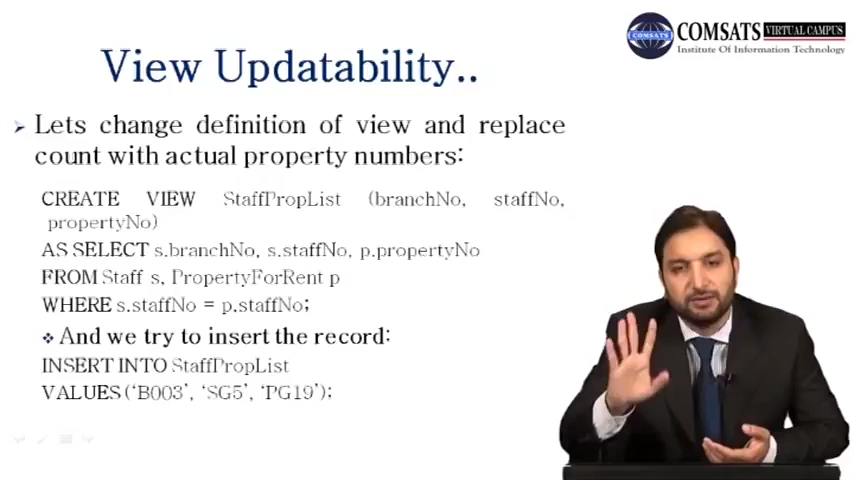 COMSATS VIRTUAL CAMPUS
COMSATS
Institute Of Information Technology
View Updatability..
Lets change definition of view and replace
count with actual property numbers:
CREATE VIEW StaffPropList (branchNo, staffNo,
propertyNo)
AS SELECT s.branchNo, s.staffNo, p.propertyNo
FROM Staff s, PropertyForRent p
WHERE s.staffNo = p.staffNo;
And we try to insert the record:
INSERT INTO StaffPropList
VALUES (‘B003’, ‘SG5’, ‘PG19’);